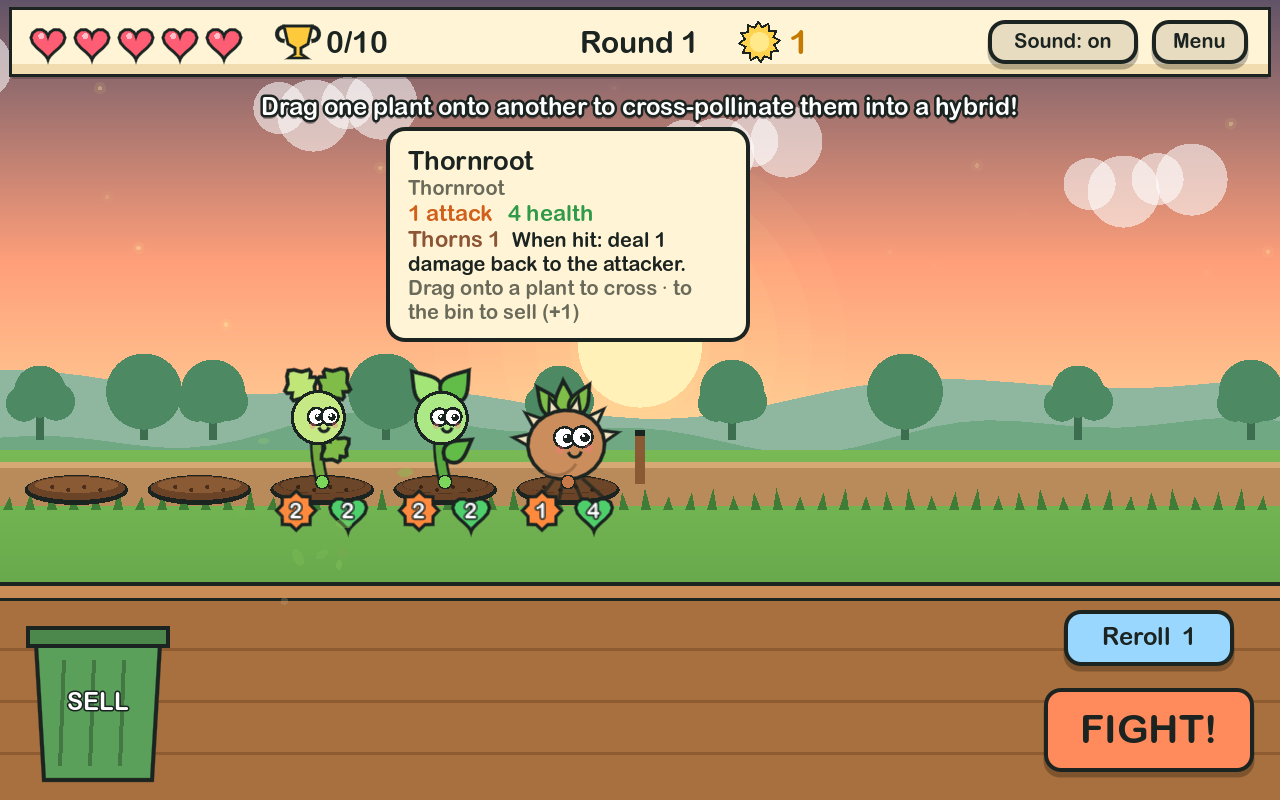 0/10
Round 1
1
Sound: on
Menu
Drag one plant onto another to cross-pollinate them into a hybrid!
Thornroot
Thornroot
1 attack 4 health
Thorns 1 When hit: deal 1
damage back to the attacker.
Drag onto a plant to cross · to
the bin to sell (+1)
2 2 2 2 1 4
SELL
Reroll 1
FIGHT!